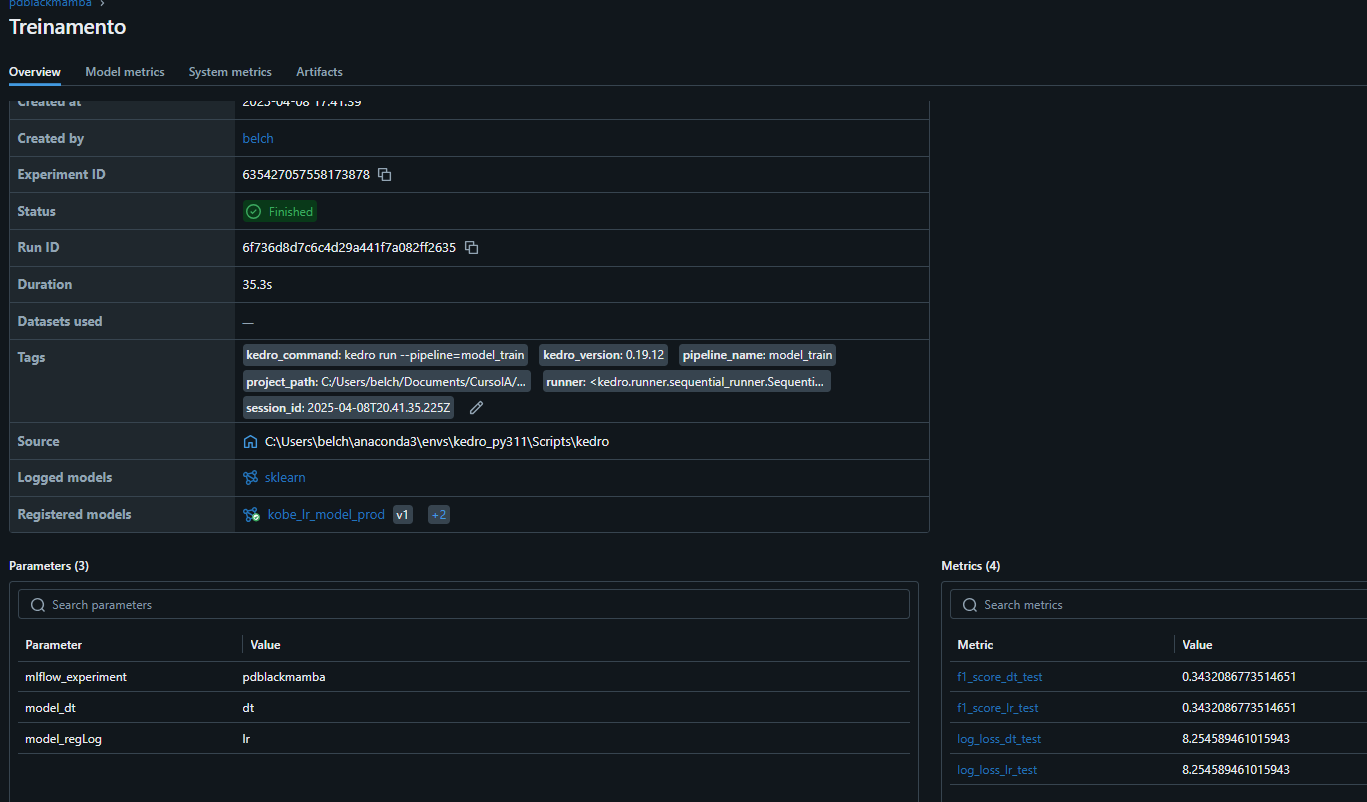 pdblackmamba
Treinamento
Overview Model metrics System metrics Artifacts
Created at 2025-04-08 17:41:39
Created by belch
Experiment ID 635427057558173878
Status Finished
Run ID 6f736d8d7c6c4d29a441f7a082ff2635
Duration 35.3s
Datasets used —
Tags kedro_command: kedro run --pipeline=model_train kedro_version: 0.19.12 pipeline_name: model_train
project_path: C:/Users/belch/Documents/CursoIA/... runner: <kedro.runner.sequential_runner.Sequenti...
session_id: 2025-04-08T20.41.35.225Z
Source C:\Users\belch\anaconda3\envs\kedro_py311\Scripts\kedro
Logged models sklearn
Registered models kobe_lr_model_prod v1 +2
Parameters (3)
Search parameters
Parameter Value
mlflow_experiment pdblackmamba
model_dt dt
model_regLog lr
Metrics (4)
Search metrics
Metric Value
f1_score_dt_test 0.3432086773514651
f1_score_lr_test 0.3432086773514651
log_loss_dt_test 8.254589461015943
log_loss_lr_test 8.254589461015943